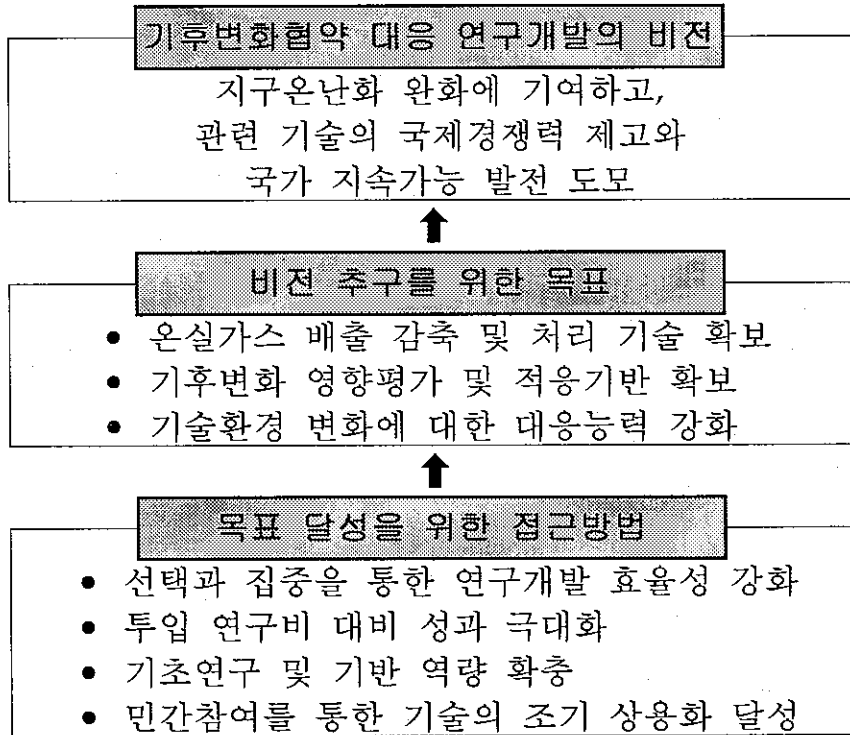 기후변화협약 대응 연구개발의 비전
지구온난화 완화에 기여하고,
관련 기술의 국제경쟁력 제고와
국가 지속가능 발전 도모
비전 추구를 위한 목표
• 온실가스 배출 감축 및 처리 기술 확보
• 기후변화 영향평가 및 적응기반 확보
• 기술환경 변화에 대한 대응능력 강화
목표 달성을 위한 접근방법
• 선택과 집중을 통한 연구개발 효율성 강화
• 투입 연구비 대비 성과 극대화
• 기초연구 및 기반 역량 확충
• 민간참여를 통한 기술의 조기 상용화 달성